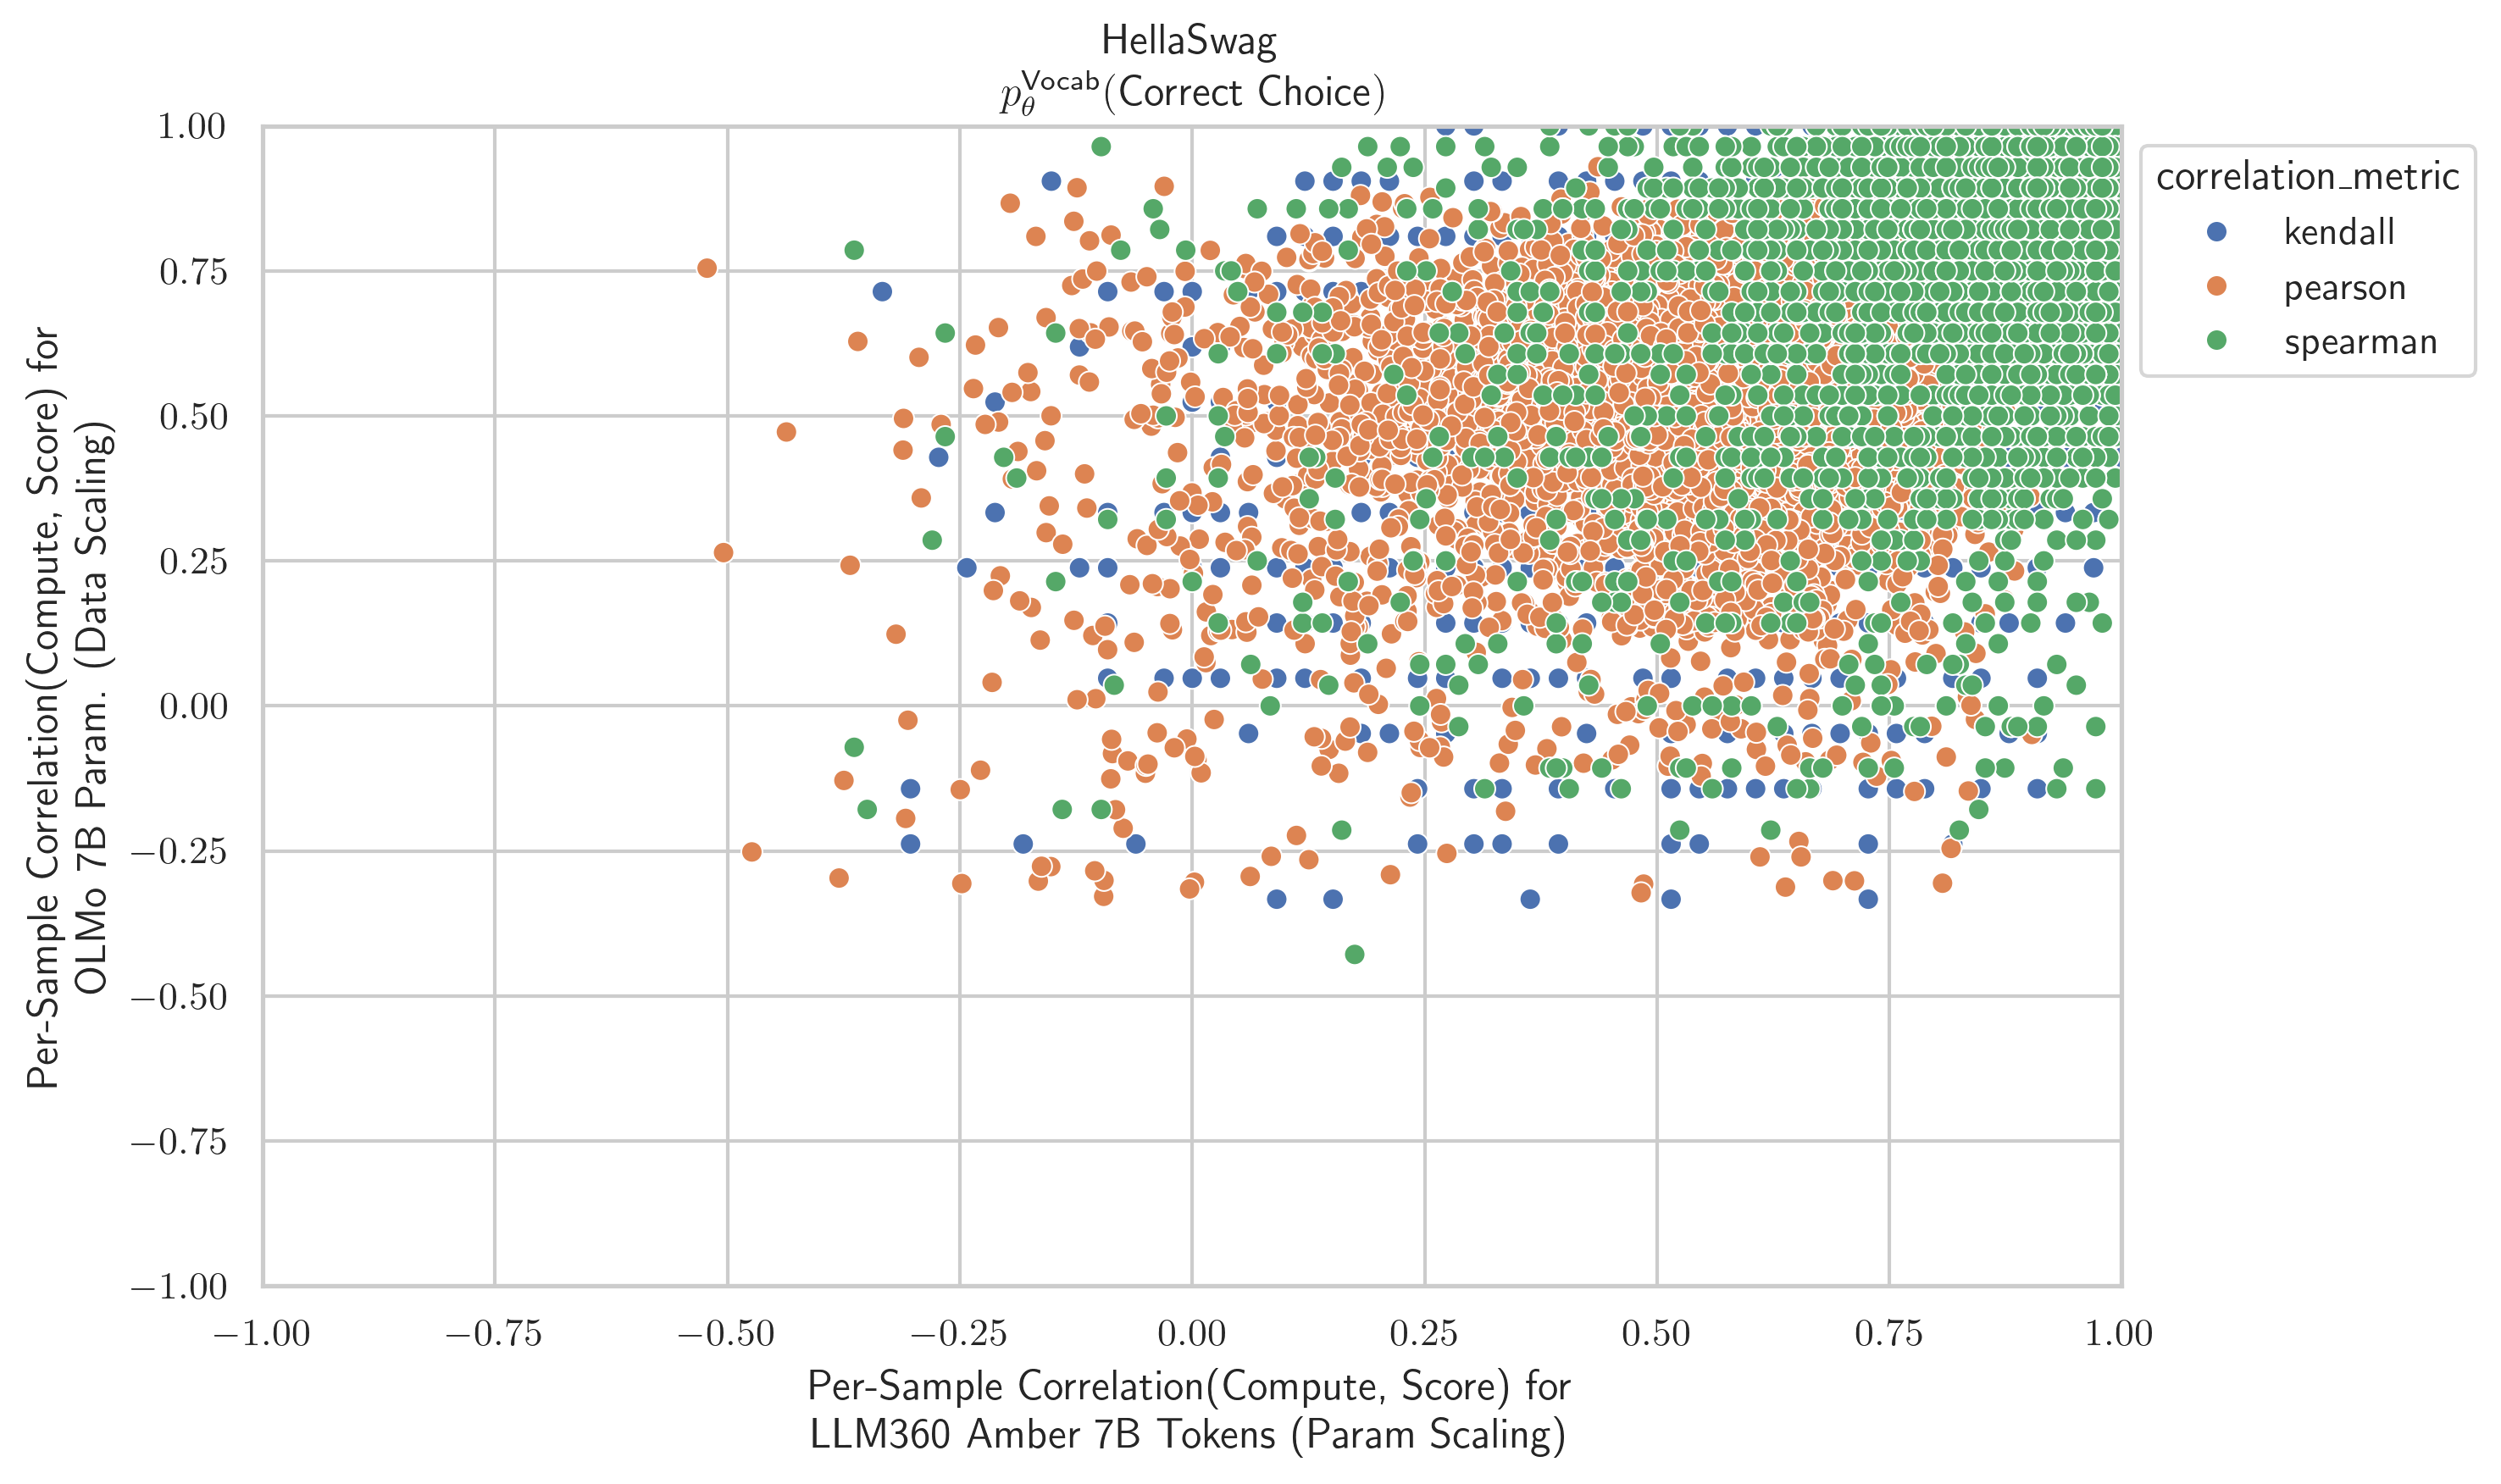 HellaSwag
p_θ^Vocab(Correct Choice)
Per-Sample Correlation(Compute, Score) for
OLMo 7B Param. (Data Scaling)
1.00
0.75
0.50
0.25
0.00
−0.25
−0.50
−0.75
−1.00
−1.00 −0.75 −0.50 −0.25 0.00 0.25 0.50 0.75 1.00
Per-Sample Correlation(Compute, Score) for
LLM360 Amber 7B Tokens (Param Scaling)
correlation_metric
kendall
pearson
spearman